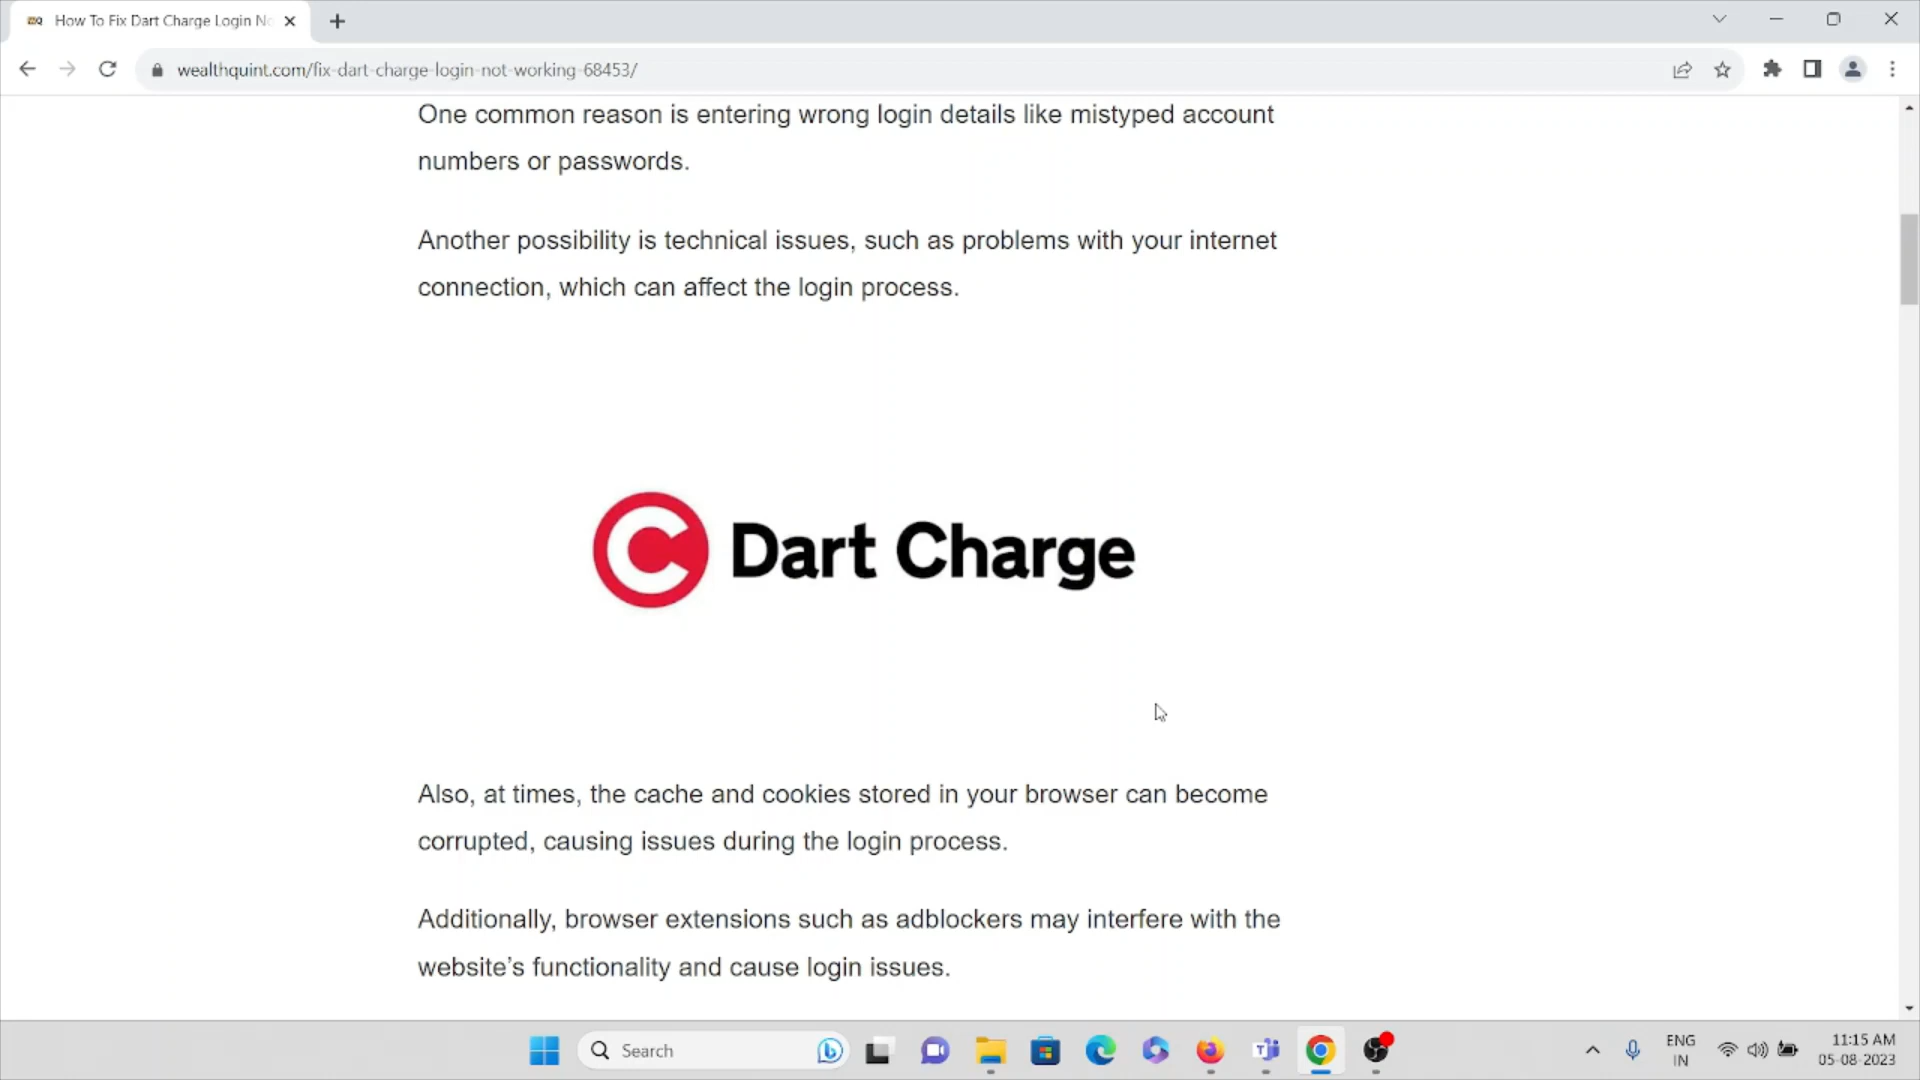 How To Fix Dart Charge Login No
wealthquint.com/fix-dart-charge-login-not-working-68453/
One common reason is entering wrong login details like mistyped account
numbers or passwords.
Another possibility is technical issues, such as problems with your internet
connection, which can affect the login process.
C Dart Charge
Also, at times, the cache and cookies stored in your browser can become
corrupted, causing issues during the login process.
Additionally, browser extensions such as adblockers may interfere with the
website’s functionality and cause login issues.
Search
ENG
IN
11:15 AM
05-08-2023